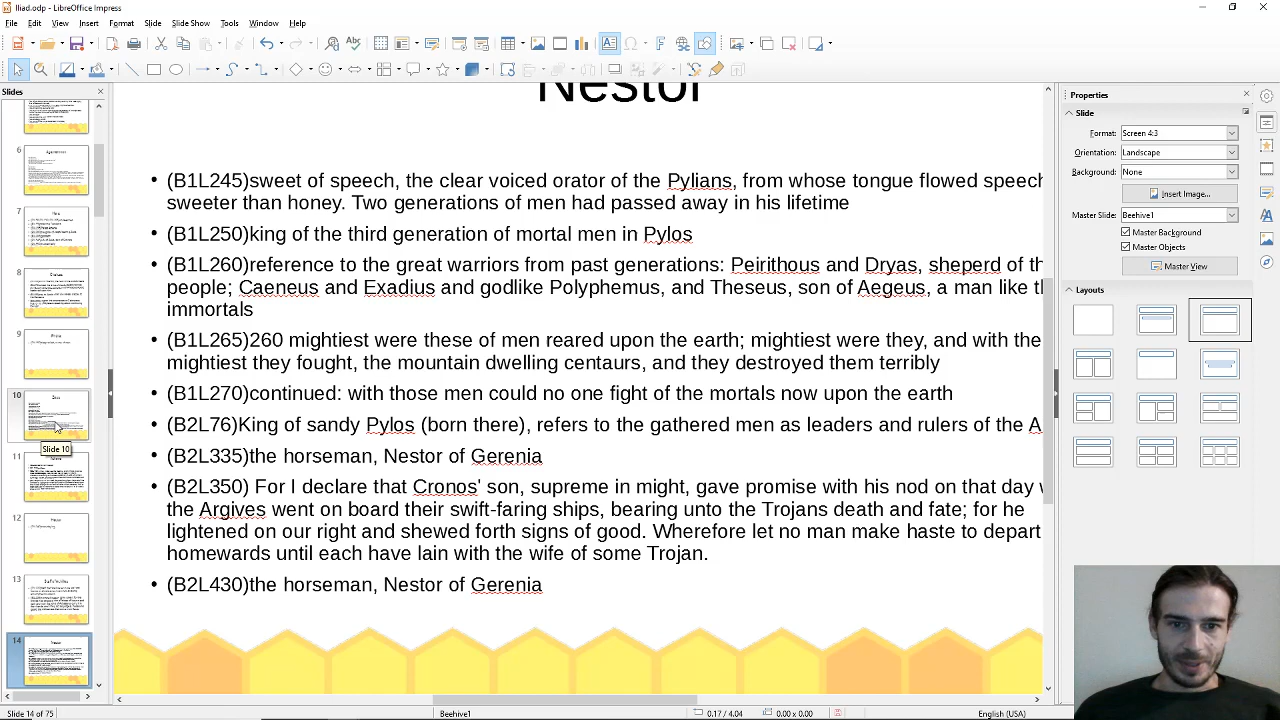 Iliad.odp - LibreOffice Impress
File Edit View Insert Format Slide Slide Show Tools Window Help
Slides
6
7
8
9
10
Slide 10
11
12
13
14
Nestor
• (B1L245)sweet of speech, the clear voiced orator of the Pylians, from whose tongue flowed speech
sweeter than honey. Two generations of men had passed away in his lifetime
• (B1L250)king of the third generation of mortal men in Pylos
• (B1L260)reference to the great warriors from past generations: Peirithous and Dryas, sheperd of th
people; Caeneus and Exadius and godlike Polyphemus, and Theseus, son of Aegeus, a man like th
immortals
• (B1L265)260 mightiest were these of men reared upon the earth; mightiest were they, and with the
mightiest they fought, the mountain dwelling centaurs, and they destroyed them terribly
• (B1L270)continued: with those men could no one fight of the mortals now upon the earth
• (B2L76)King of sandy Pylos (born there), refers to the gathered men as leaders and rulers of the A
• (B2L335)the horseman, Nestor of Gerenia
• (B2L350) For I declare that Cronos' son, supreme in might, gave promise with his nod on that day w
the Argives went on board their swift-faring ships, bearing unto the Trojans death and fate; for he
lightened on our right and shewed forth signs of good. Wherefore let no man make haste to depart
homewards until each have lain with the wife of some Trojan.
• (B2L430)the horseman, Nestor of Gerenia
Properties
Slide
Format: Screen 4:3
Orientation: Landscape
Background: None
Insert Image...
Master Slide: Beehive1
Master Background
Master Objects
Master View
Layouts
Slide 14 of 75
Beehive1
0.17 / 4.04
0.00 x 0.00
English (USA)